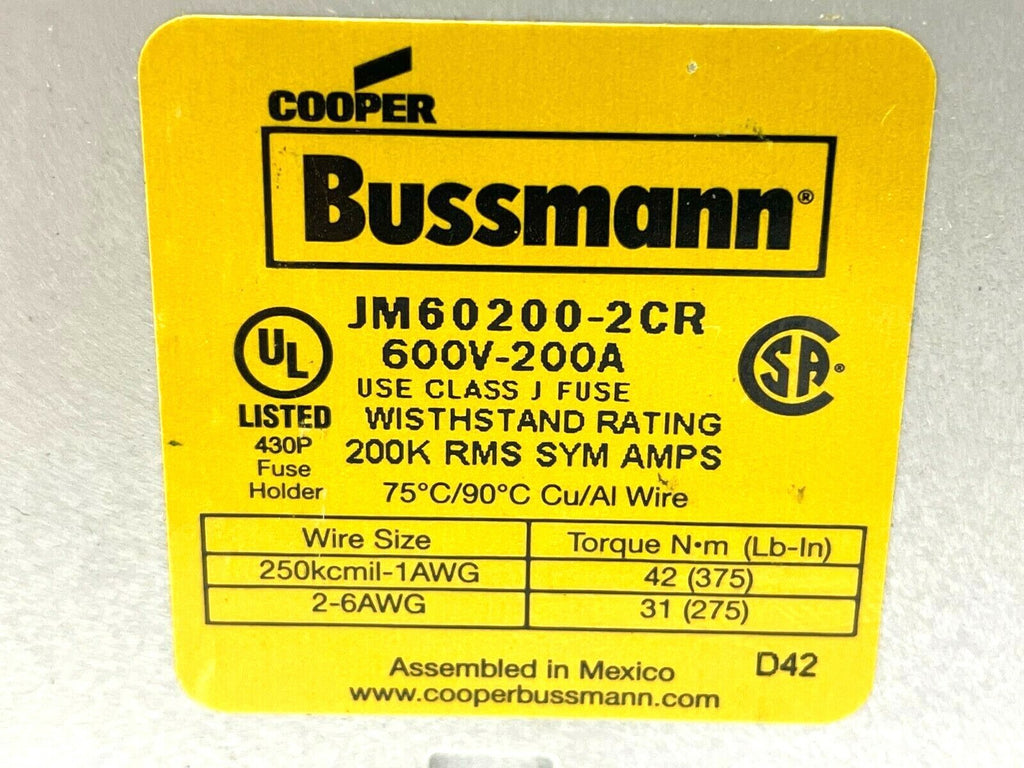 COOPER
Bussmann®
JM60200-2CR
600V-200A
USE CLASS J FUSE
WISTHSTAND RATING
200K RMS SYM AMPS
75°C/90°C Cu/Al Wire
UL
LISTED
430P
Fuse
Holder
SA®
Wire Size Torque N•m (Lb-In)
250kcmil-1AWG 42 (375)
2-6AWG 31 (275)
Assembled in Mexico D42
www.cooperbussmann.com